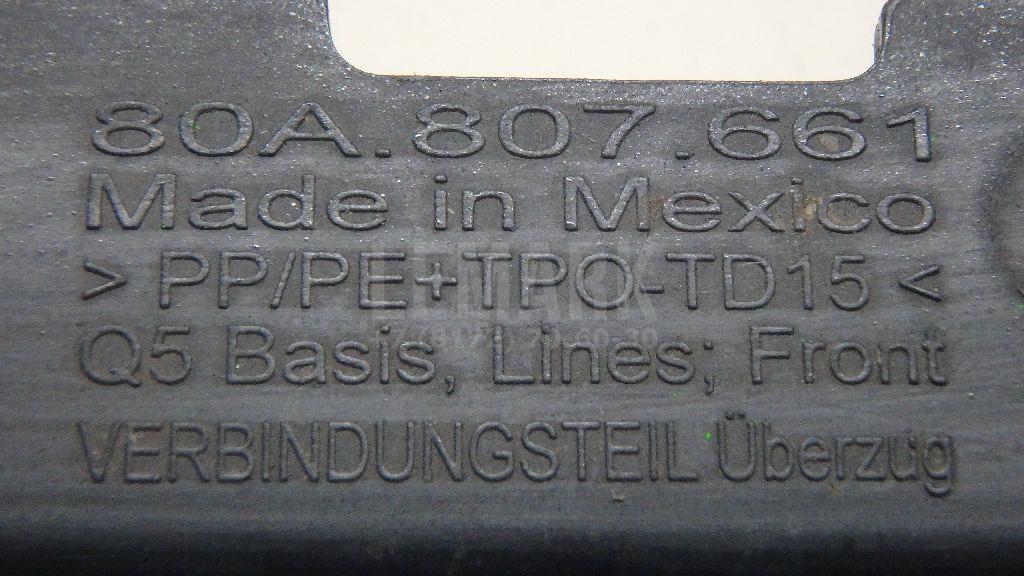 80A.807.661
Made in Mexico
> PP/PE+TPO-TD15 <
Q5 Basis, Lines; Front
VERBINDUNGSTEIL Überzug